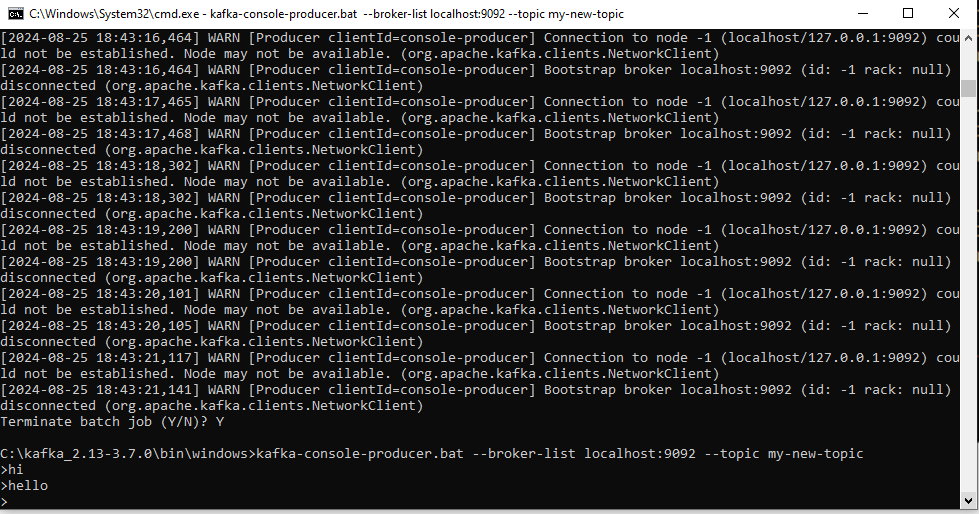 C:\Windows\System32\cmd.exe - kafka-console-producer.bat --broker-list localhost:9092 --topic my-new-topic
[2024-08-25 18:43:16,464] WARN [Producer clientId=console-producer] Connection to node -1 (localhost/127.0.0.1:9092) cou
ld not be established. Node may not be available. (org.apache.kafka.clients.NetworkClient)
[2024-08-25 18:43:16,464] WARN [Producer clientId=console-producer] Bootstrap broker localhost:9092 (id: -1 rack: null)
disconnected (org.apache.kafka.clients.NetworkClient)
[2024-08-25 18:43:17,465] WARN [Producer clientId=console-producer] Connection to node -1 (localhost/127.0.0.1:9092) cou
ld not be established. Node may not be available. (org.apache.kafka.clients.NetworkClient)
[2024-08-25 18:43:17,468] WARN [Producer clientId=console-producer] Bootstrap broker localhost:9092 (id: -1 rack: null)
disconnected (org.apache.kafka.clients.NetworkClient)
[2024-08-25 18:43:18,302] WARN [Producer clientId=console-producer] Connection to node -1 (localhost/127.0.0.1:9092) cou
ld not be established. Node may not be available. (org.apache.kafka.clients.NetworkClient)
[2024-08-25 18:43:18,302] WARN [Producer clientId=console-producer] Bootstrap broker localhost:9092 (id: -1 rack: null)
disconnected (org.apache.kafka.clients.NetworkClient)
[2024-08-25 18:43:19,200] WARN [Producer clientId=console-producer] Connection to node -1 (localhost/127.0.0.1:9092) cou
ld not be established. Node may not be available. (org.apache.kafka.clients.NetworkClient)
[2024-08-25 18:43:19,200] WARN [Producer clientId=console-producer] Bootstrap broker localhost:9092 (id: -1 rack: null)
disconnected (org.apache.kafka.clients.NetworkClient)
[2024-08-25 18:43:20,101] WARN [Producer clientId=console-producer] Connection to node -1 (localhost/127.0.0.1:9092) cou
ld not be established. Node may not be available. (org.apache.kafka.clients.NetworkClient)
[2024-08-25 18:43:20,105] WARN [Producer clientId=console-producer] Bootstrap broker localhost:9092 (id: -1 rack: null)
disconnected (org.apache.kafka.clients.NetworkClient)
[2024-08-25 18:43:21,117] WARN [Producer clientId=console-producer] Connection to node -1 (localhost/127.0.0.1:9092) cou
ld not be established. Node may not be available. (org.apache.kafka.clients.NetworkClient)
[2024-08-25 18:43:21,141] WARN [Producer clientId=console-producer] Bootstrap broker localhost:9092 (id: -1 rack: null)
disconnected (org.apache.kafka.clients.NetworkClient)
Terminate batch job (Y/N)? Y
C:\kafka_2.13-3.7.0\bin\windows>kafka-console-producer.bat --broker-list localhost:9092 --topic my-new-topic
>hi
>hello
>